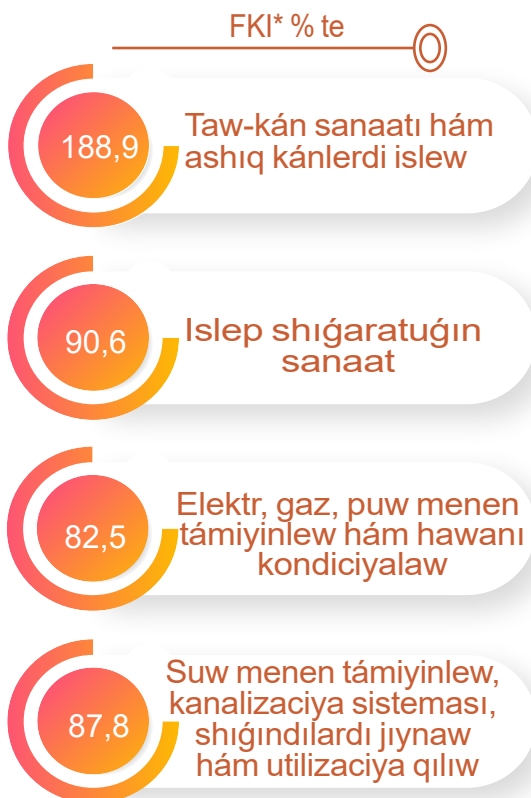 FKI* % te
188,9
Taw-kán sanaatı hám
ashıq kánlerdi islew
90,6
Islep shıǵaratuǵın
sanaat
82,5
Elektr, gaz, puw menen
támiyinlew hám hawanı
kondiciyalaw
87,8
Suw menen támiyinlew,
kanalizaciya sisteması,
shıǵındılardı jıynaw
hám utilizaciya qılıw